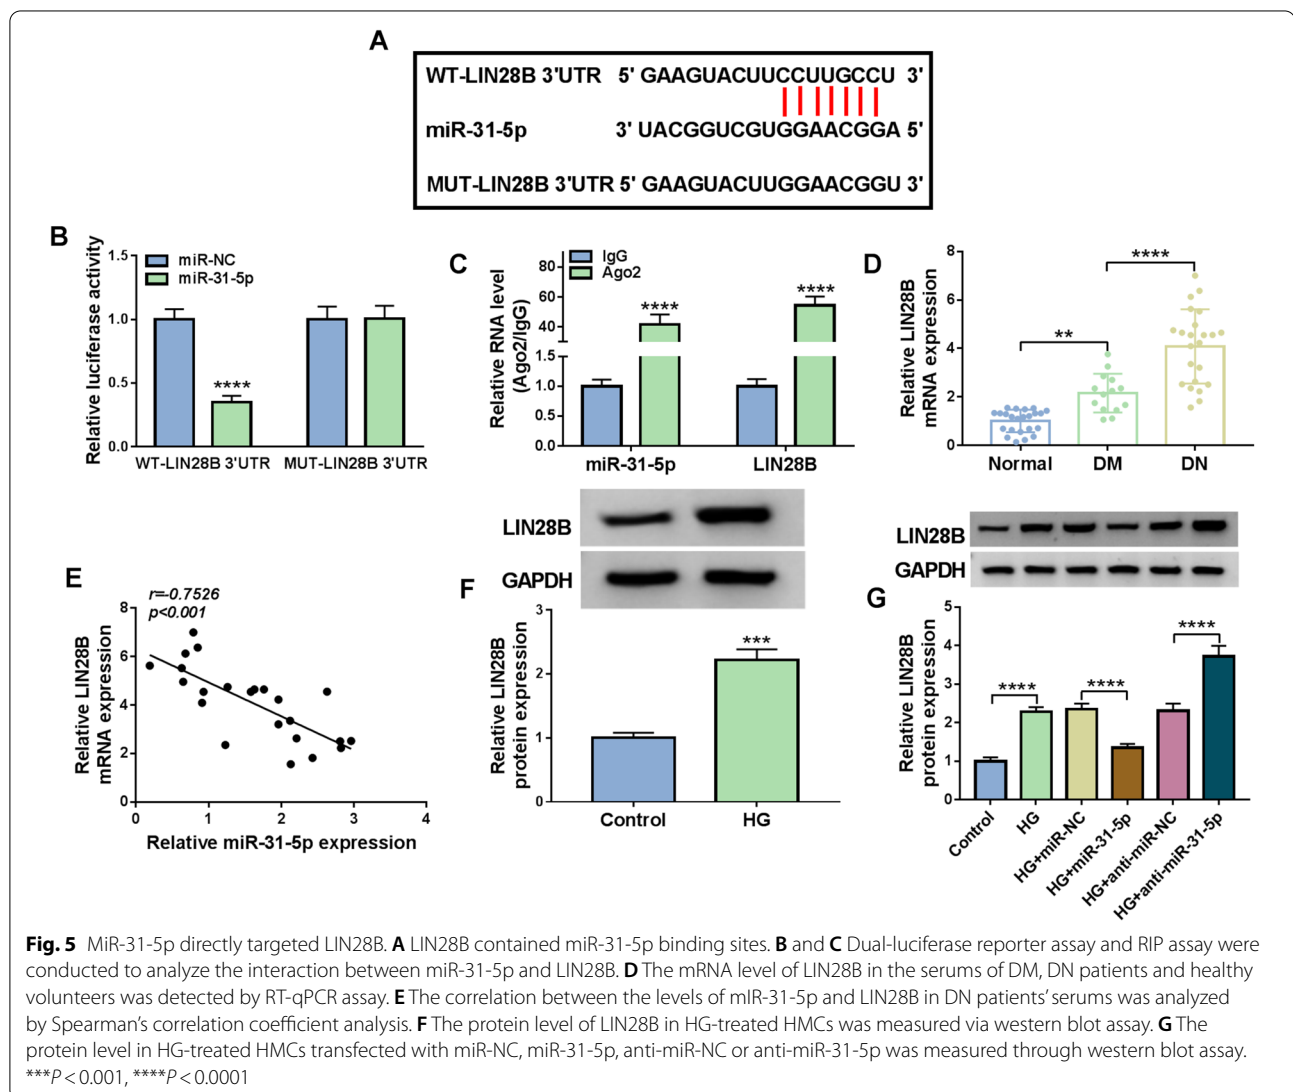 A
WT-LIN28B 3'UTR 5' GAAGUACUUCCUUGCCU 3'
miR-31-5p 3' UACGGUCGUGGAACGGA 5'
MUT-LIN28B 3'UTR 5' GAAGUACUUGGAACGGU 3'
B
Relative luciferase activity
miR-NC
miR-31-5p
1.5
1.0
0.5
0.0
****
WT-LIN28B 3'UTR
MUT-LIN28B 3'UTR
C
Relative RNA level
(Ago2/IgG)
IgG
Ago2
80
60
40
20
1.5
1.0
0.5
0.0
****
****
miR-31-5p
LIN28B
D
Relative LIN28B
mRNA expression
8
6
4
2
0
**
****
Normal
DM
DN
E
Relative LIN28B
mRNA expression
r=-0.7526
p<0.001
8
6
4
2
0
0
1
2
3
4
Relative miR-31-5p expression
LIN28B
GAPDH
F
Relative LIN28B
protein expression
3
2
1
0
***
Control
HG
LIN28B
GAPDH
G
Relative LIN28B
protein expression
5
4
3
2
1
0
****
****
****
Control
HG
HG+miR-NC
HG+miR-31-5p
HG+anti-miR-NC
HG+anti-miR-31-5p
Fig. 5 MiR-31-5p directly targeted LIN28B. A LIN28B contained miR-31-5p binding sites. B and C Dual-luciferase reporter assay and RIP assay were
conducted to analyze the interaction between miR-31-5p and LIN28B. D The mRNA level of LIN28B in the serums of DM, DN patients and healthy
volunteers was detected by RT-qPCR assay. E The correlation between the levels of mIR-31-5p and LIN28B in DN patients' serums was analyzed
by Spearman's correlation coefficient analysis. F The protein level of LIN28B in HG-treated HMCs was measured via western blot assay. G The
protein level in HG-treated HMCs transfected with miR-NC, miR-31-5p, anti-miR-NC or anti-miR-31-5p was measured through western blot assay.
***P < 0.001, ****P < 0.0001